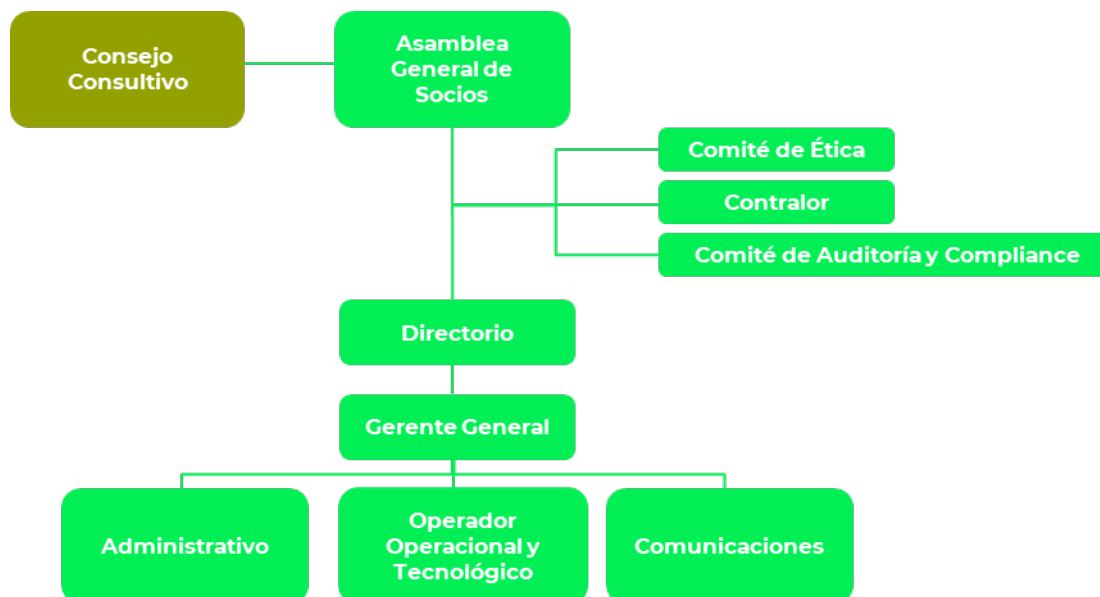 Consejo
Consultivo
Asamblea
General de
Socios
Comité de Ética
Contralor
Comité de Auditoría y Compliance
Directorio
Gerente General
Administrativo
Operador
Operacional y
Tecnológico
Comunicaciones